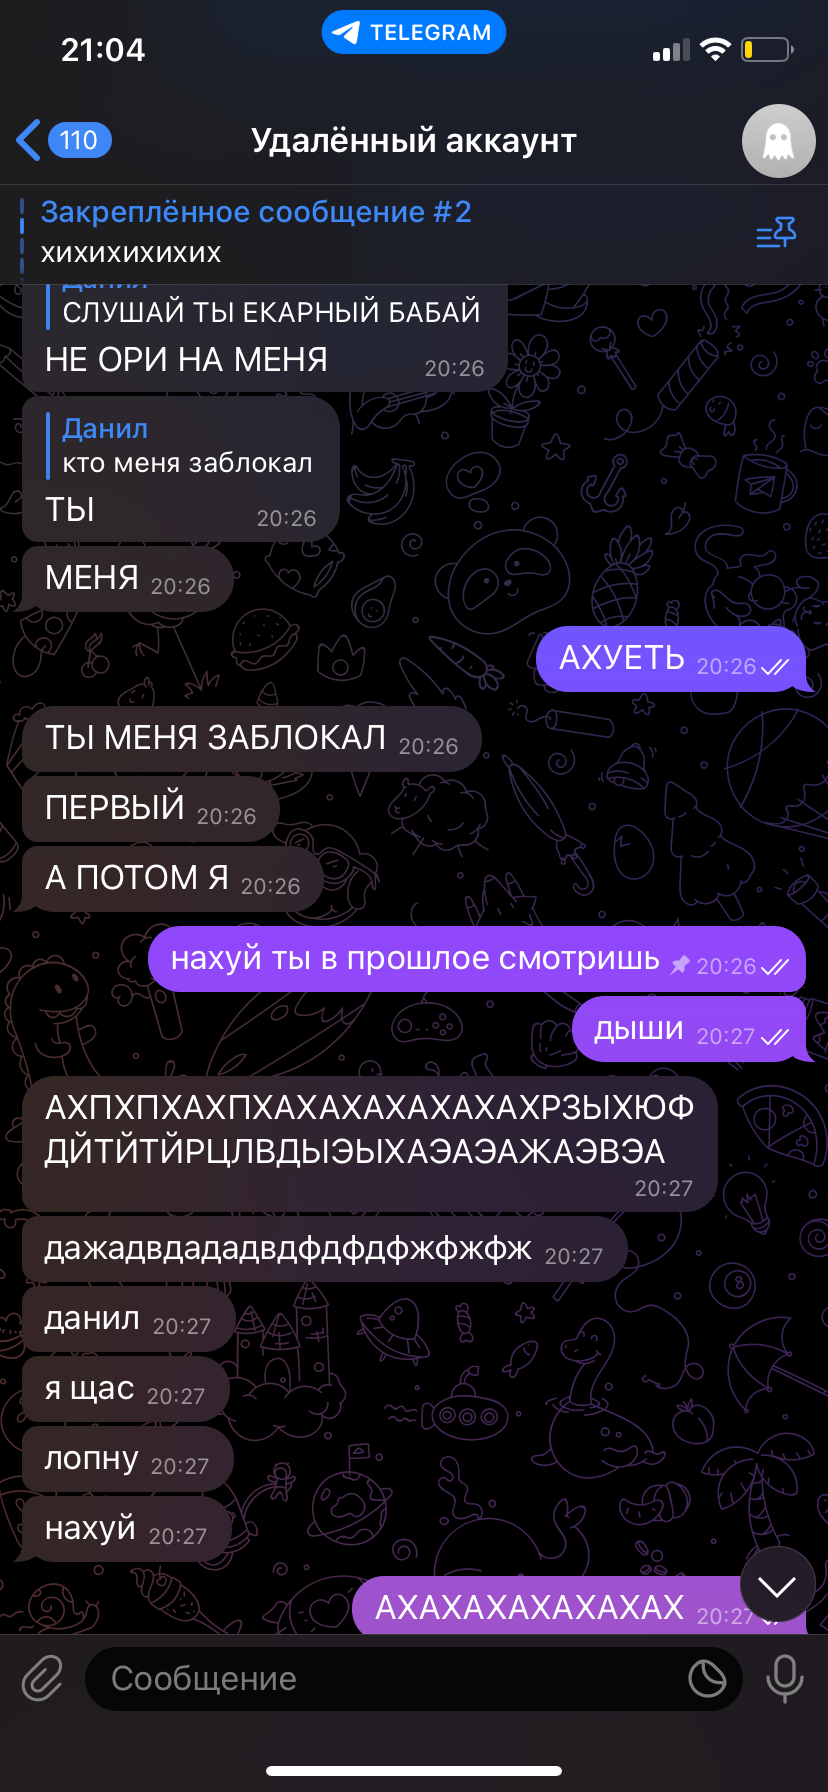 21:04
TELEGRAM
110
Удалённый аккаунт
Закреплённое сообщение #2
хихихихихих
Данил
СЛУШАЙ ТЫ ЕКАРНЫЙ БАБАЙ
НЕ ОРИ НА МЕНЯ 20:26
Данил
кто меня заблокал
ТЫ 20:26
МЕНЯ 20:26
АХУЕТЬ 20:26
ТЫ МЕНЯ ЗАБЛОКАЛ 20:26
ПЕРВЫЙ 20:26
А ПОТОМ Я 20:26
нахуй ты в прошлое смотришь 20:26
дыши 20:27
АХПХПХАХПХАХАХАХАХАХАХРЗЫХЮФ
ДЙТЙТЙРЦЛВДЫЭЫХАЭАЭАЖАЭВЭА
20:27
дажадвдададвдфдфдфжфжфж 20:27
данил 20:27
я щас 20:27
лопну 20:27
нахуй 20:27
АХАХАХАХАХАХАХ 20:27
Сообщение